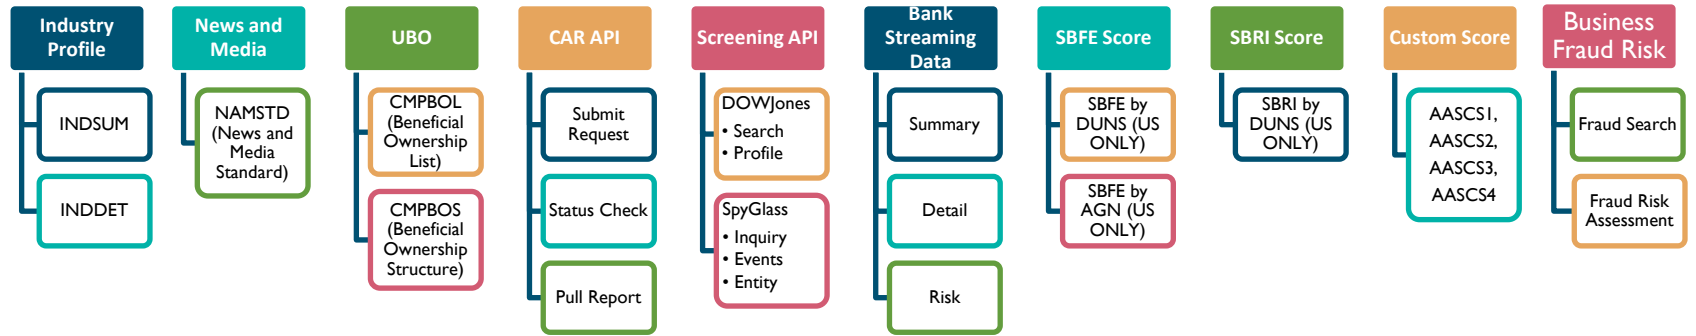 Industry
Profile
INDSUM
INDDET
News and
Media
NAMSTD
(News and
Media
Standard)
UBO
CMPBOL
(Beneficial
Ownership
List)
CMPBOS
(Beneficial
Ownership
Structure)
CAR API
Submit
Request
Status Check
Pull Report
Screening API
DOWJones
• Search
• Profile
SpyGlass
• Inquiry
• Events
• Entity
Bank
Streaming
Data
Summary
Detail
Risk
SBFE Score
SBFE by
DUNS (US
ONLY)
SBFE by
AGN (US
ONLY)
SBRI Score
SBRI by
DUNS (US
ONLY)
Custom Score
AASCS1,
AASCS2,
AASCS3,
AASCS4
Business
Fraud Risk
Fraud Search
Fraud Risk
Assessment